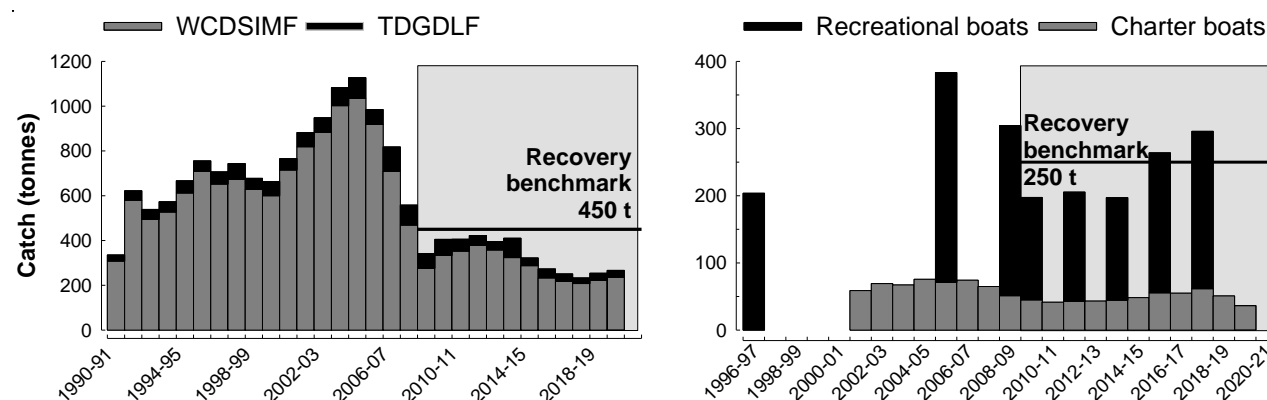 WCDSIMF TDGDLF
Catch (tonnes)
1200
1000
800
600
400
200
0
Recovery
benchmark
450 t
1990-91 1994-95 1998-99 2002-03 2006-07 2010-11 2014-15 2018-19
Recreational boats Charter boats
400
300
200
100
0
Recovery
benchmark
250 t
1996-97 1998-99 2000-01 2002-03 2004-05 2006-07 2008-09 2010-11 2012-13 2014-15 2016-17 2018-19 2020-21